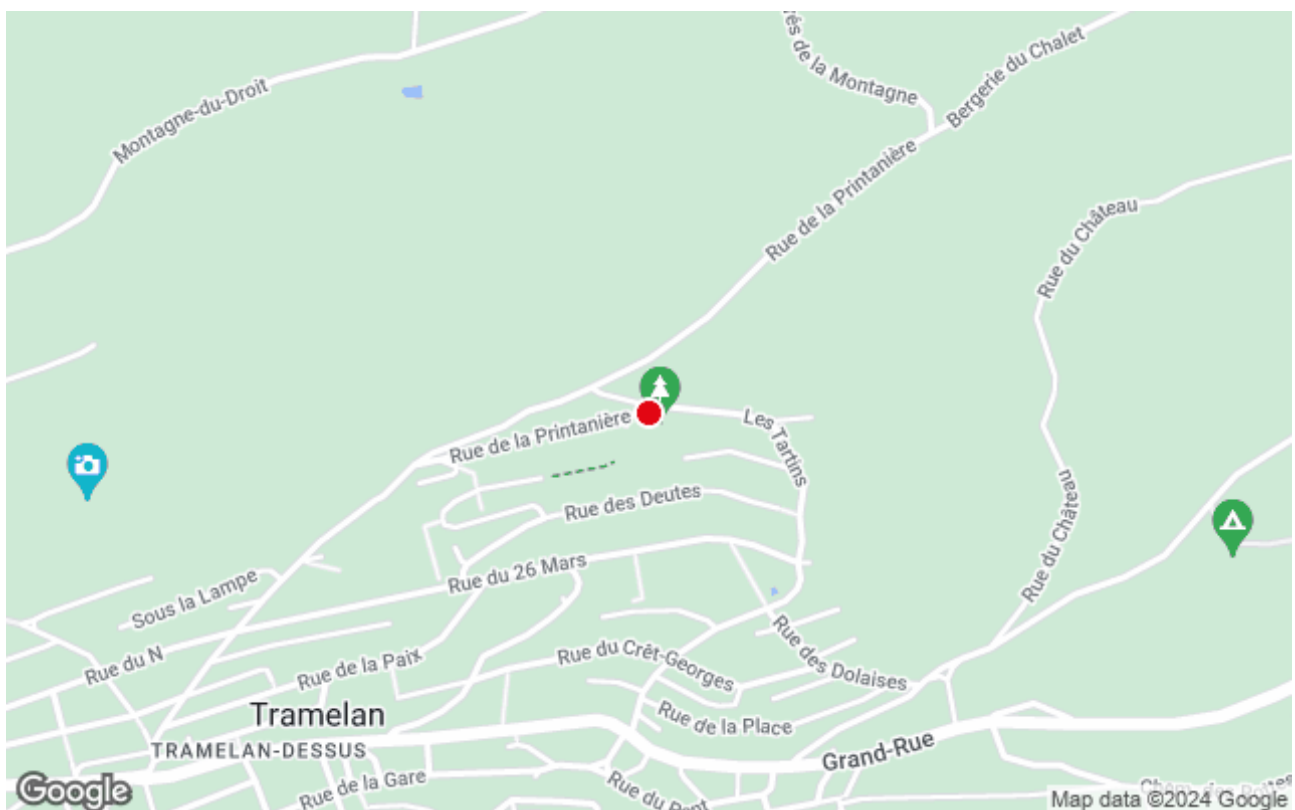 és de la Montagne
Bergerie du Chalet
Montagne-du-Droit
Rue de la Printanière
Rue du Château
Rue de la Printanière
Les Tartins
Rue des Deutes
Rue du Château
Rue du 26 Mars
Sous la Lampe
Rue du N
Rue de la Paix
Rue du Crêt-Georges
Rue des Dolaises
Tramelan
Rue de la Place
TRAMELAN-DESSUS
Grand-Rue
Rue de la Gare
Rue du Pont
Google
Map data ©2024 Google